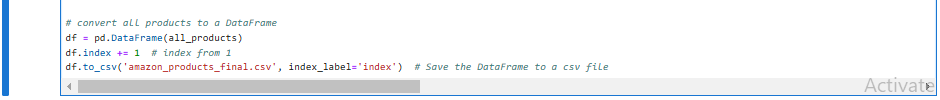 # convert all products to a DataFrame
df = pd.DataFrame(all_products)
df.index += 1  # index from 1
df.to_csv('amazon_products_final.csv', index_label='index')  # Save the DataFrame to a csv file
Activate